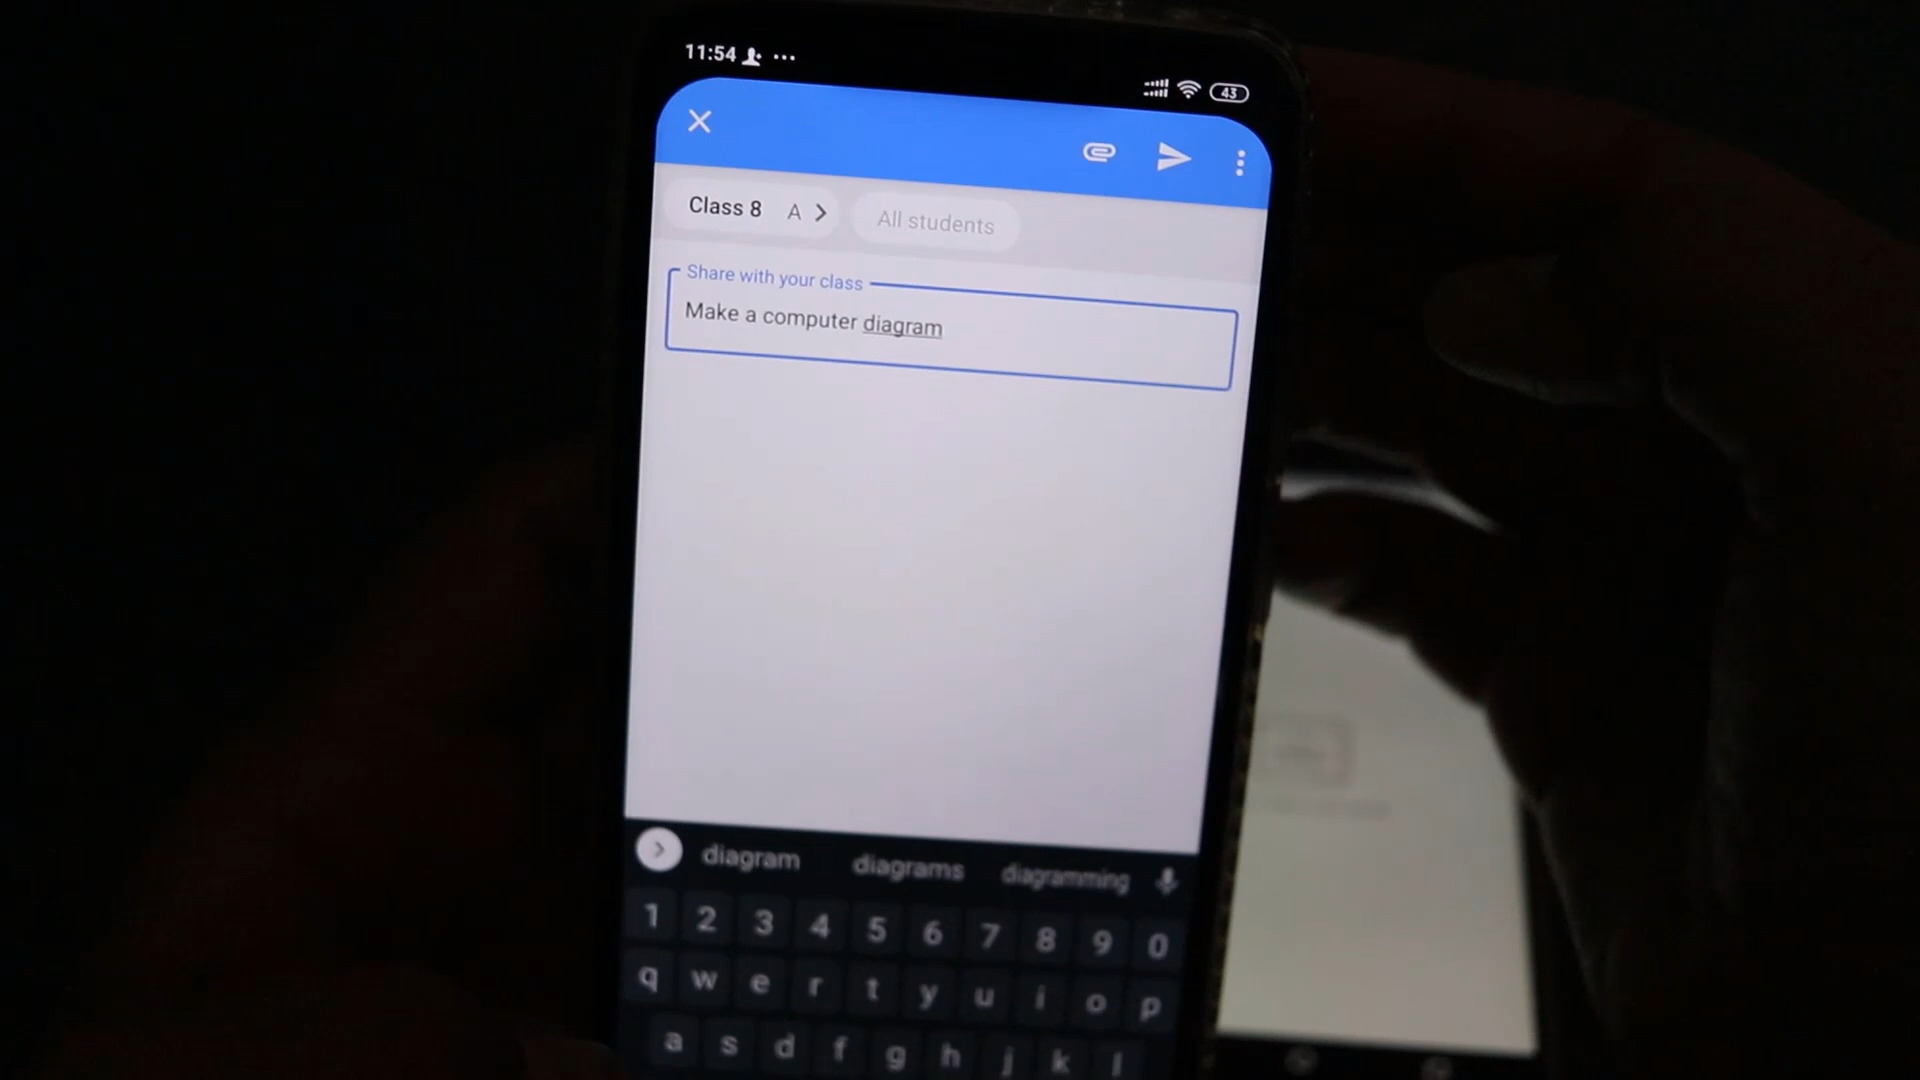 11:54
43
Class 8 A
All students
Share with your class
Make a computer diagram
diagram diagrams diagramming
1 2 3 4 5 6 7 8 9 0
q w e r t y u i o p
a s d f g h j k l